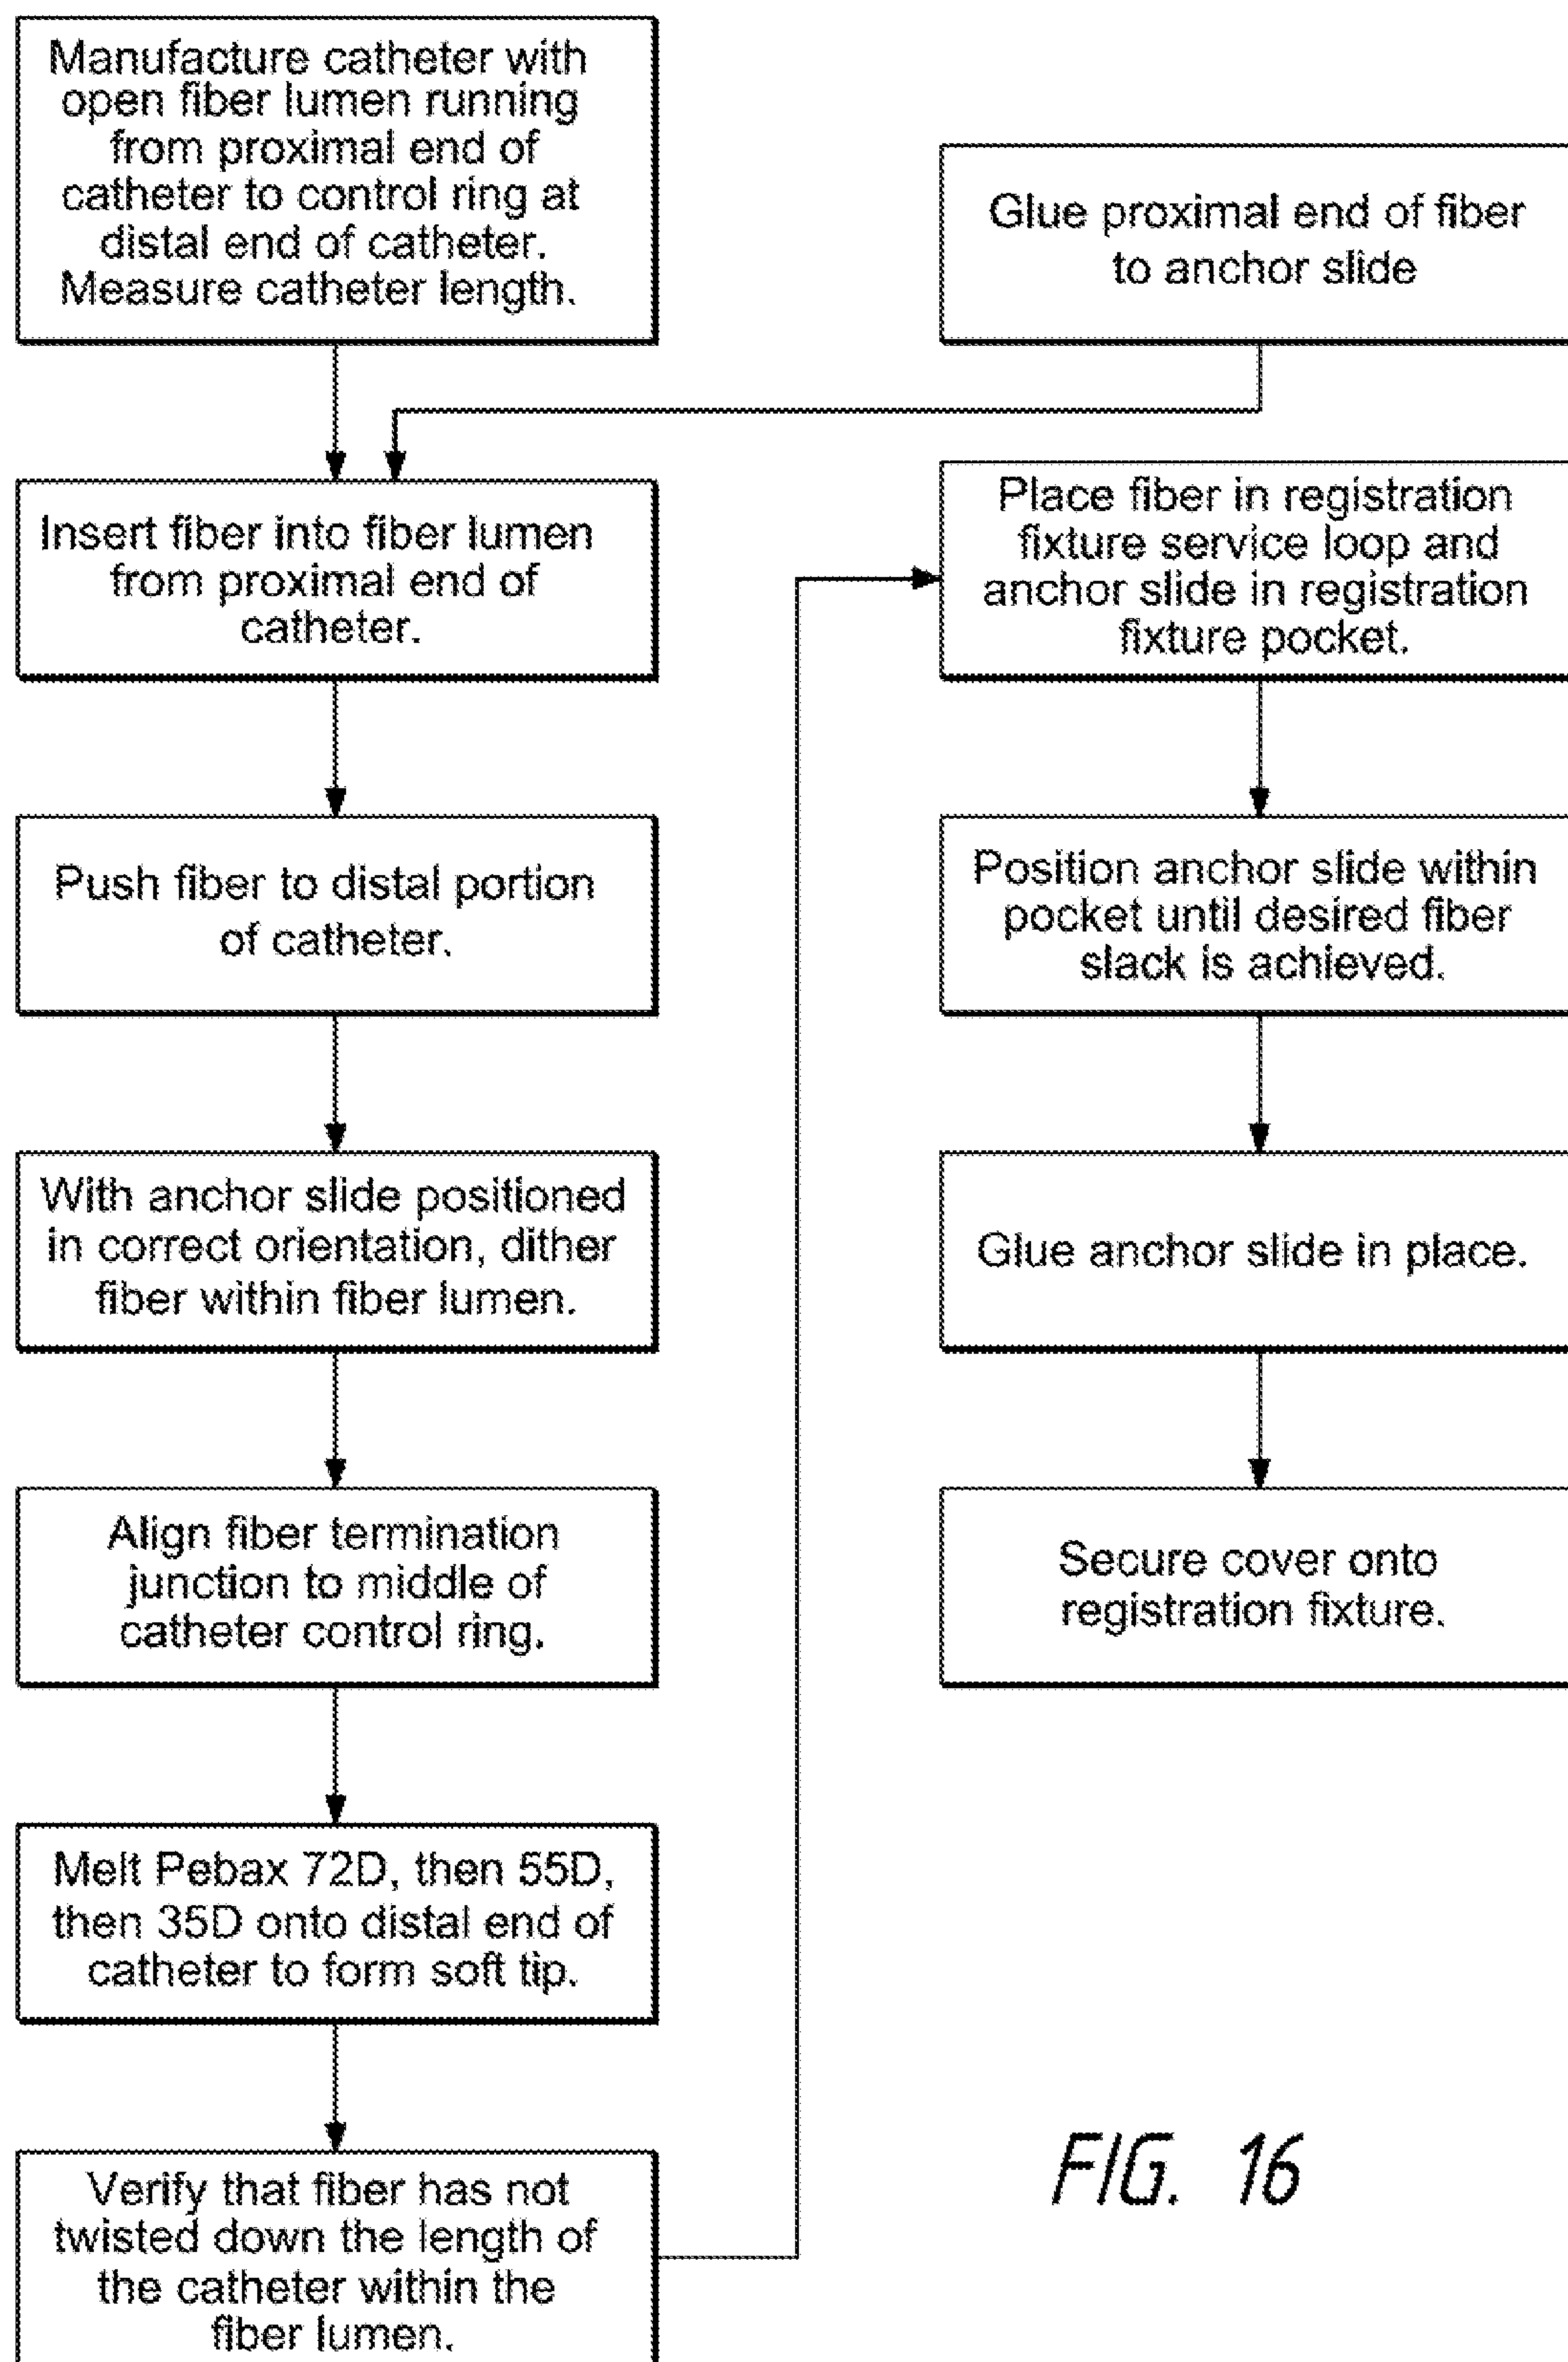 Manufacture catheter with
open fiber lumen running
from proximal end of
catheter to control ring at
distal end of catheter.
Measure catheter length.
Glue proximal end of fiber
to anchor slide
Insert fiber into fiber lumen
from proximal end of
catheter.
Push fiber to distal portion
of catheter.
With anchor slide positioned
in correct orientation, dither
fiber within fiber lumen.
Align fiber termination
junction to middle of
catheter control ring.
Melt Pebax 72D, then 55D,
then 35D onto distal end of
catheter to form soft tip.
Verify that fiber has not
twisted down the length of
the catheter within the
fiber lumen.
Place fiber in registration
fixture service loop and
anchor slide in registration
fixture pocket.
Position anchor slide within
pocket until desired fiber
slack is achieved.
Glue anchor slide in place.
Secure cover onto
registration fixture.
FIG. 16